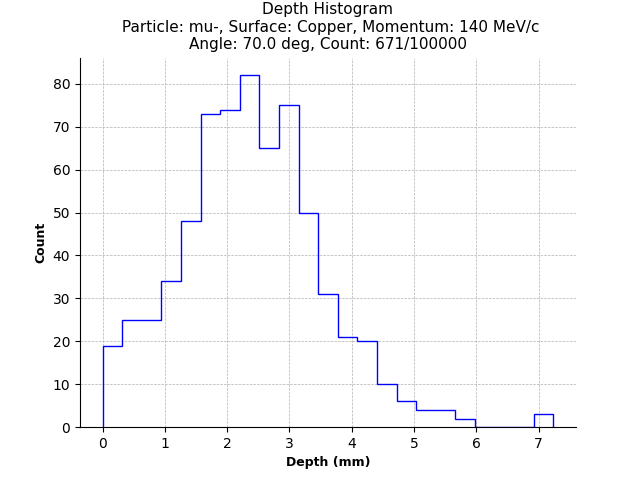 Depth Histogram
Particle: mu-, Surface: Copper, Momentum: 140 MeV/c
Angle: 70.0 deg, Count: 671/100000
80
70
60
50
40
30
20
10
0
Count
0 1 2 3 4 5 6 7
Depth (mm)